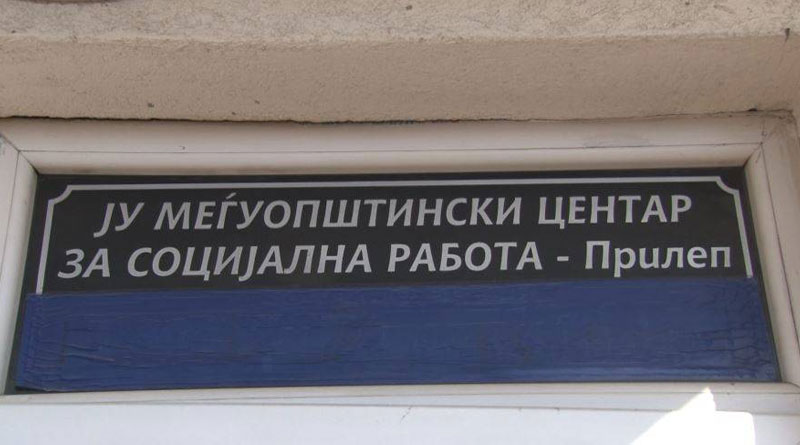 ЈУ МЕЃУОПШТИНСКИ ЦЕНТАР
ЗА СОЦИЈАЛНА РАБОТА - Прилеп